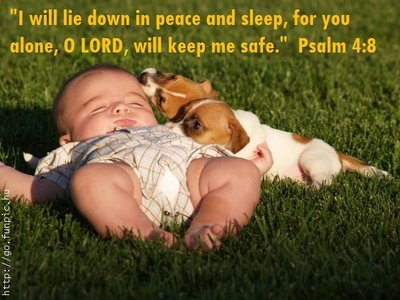 "I will lie down in peace and sleep, for you
alone, O LORD, will keep me safe." Psalm 4:8
http://go.funpic.hu